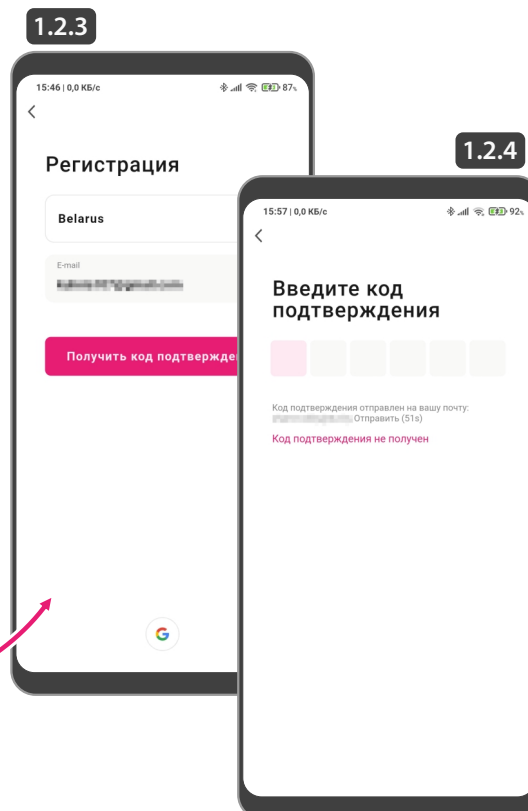 1.2.3
15:46 | 0,0 КБ/с
87%
Регистрация
Belarus
E-mail
Получить код подтвержде
G
1.2.4
15:57 | 0,0 КБ/с
92%
Введите код
подтверждения
Код подтверждения отправлен на вашу почту:
Отправить (51s)
Код подтверждения не получен